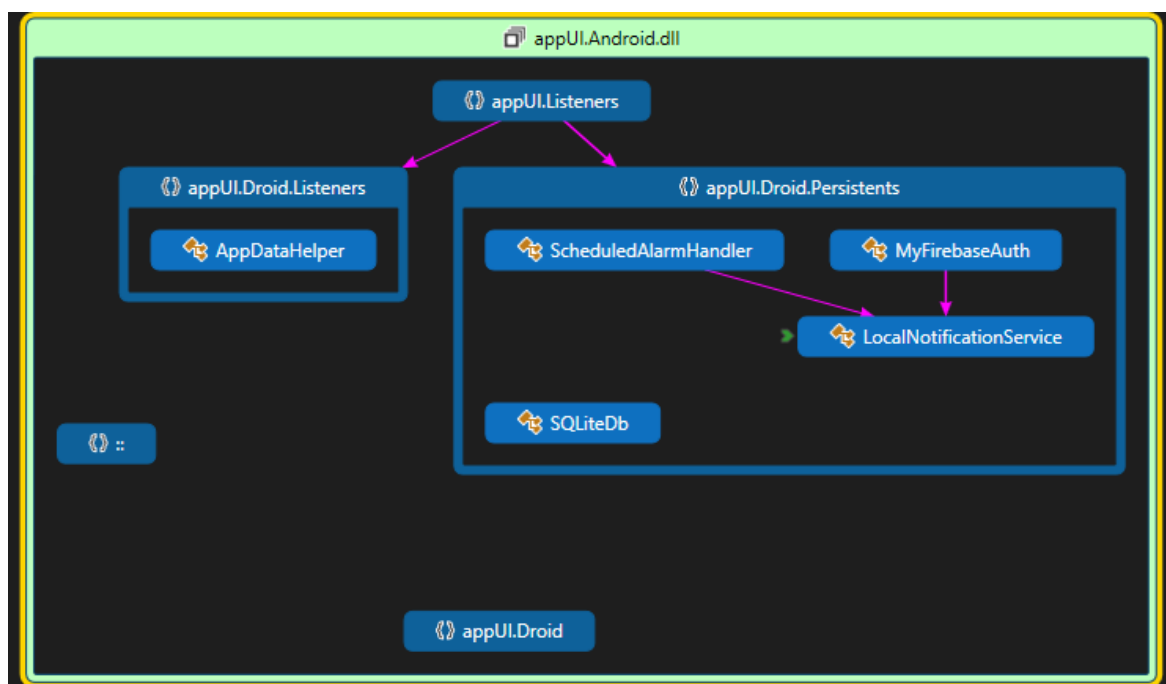 appUI.Android.dll
appUI.Listeners
appUI.Droid.Listeners
appUI.Droid.Persistents
AppDataHelper
ScheduledAlarmHandler
MyFirebaseAuth
LocalNotificationService
SQLiteDb
::
appUI.Droid